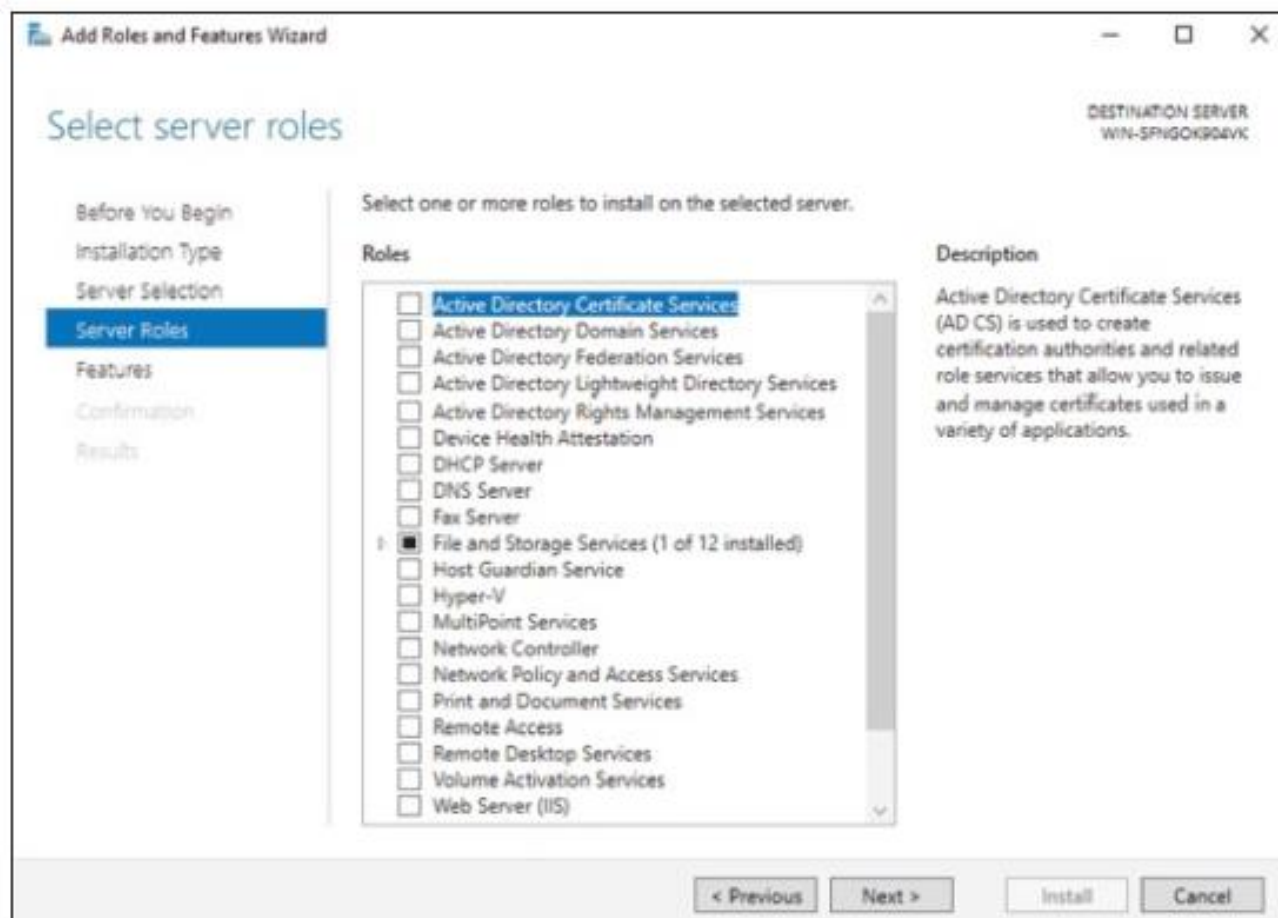 Add Roles and Features Wizard
Select server roles
DESTINATION SERVER
WIN-SFNGOK904VK
Before You Begin
Installation Type
Server Selection
Server Roles
Features
Confirmation
Results
Select one or more roles to install on the selected server.
Roles
Active Directory Certificate Services
Active Directory Domain Services
Active Directory Federation Services
Active Directory Lightweight Directory Services
Active Directory Rights Management Services
Device Health Attestation
DHCP Server
DNS Server
Fax Server
File and Storage Services (1 of 12 installed)
Host Guardian Service
Hyper-V
MultiPoint Services
Network Controller
Network Policy and Access Services
Print and Document Services
Remote Access
Remote Desktop Services
Volume Activation Services
Web Server (IIS)
Description
Active Directory Certificate Services
(AD CS) is used to create
certification authorities and related
role services that allow you to issue
and manage certificates used in a
variety of applications.
< Previous
Next >
Install
Cancel